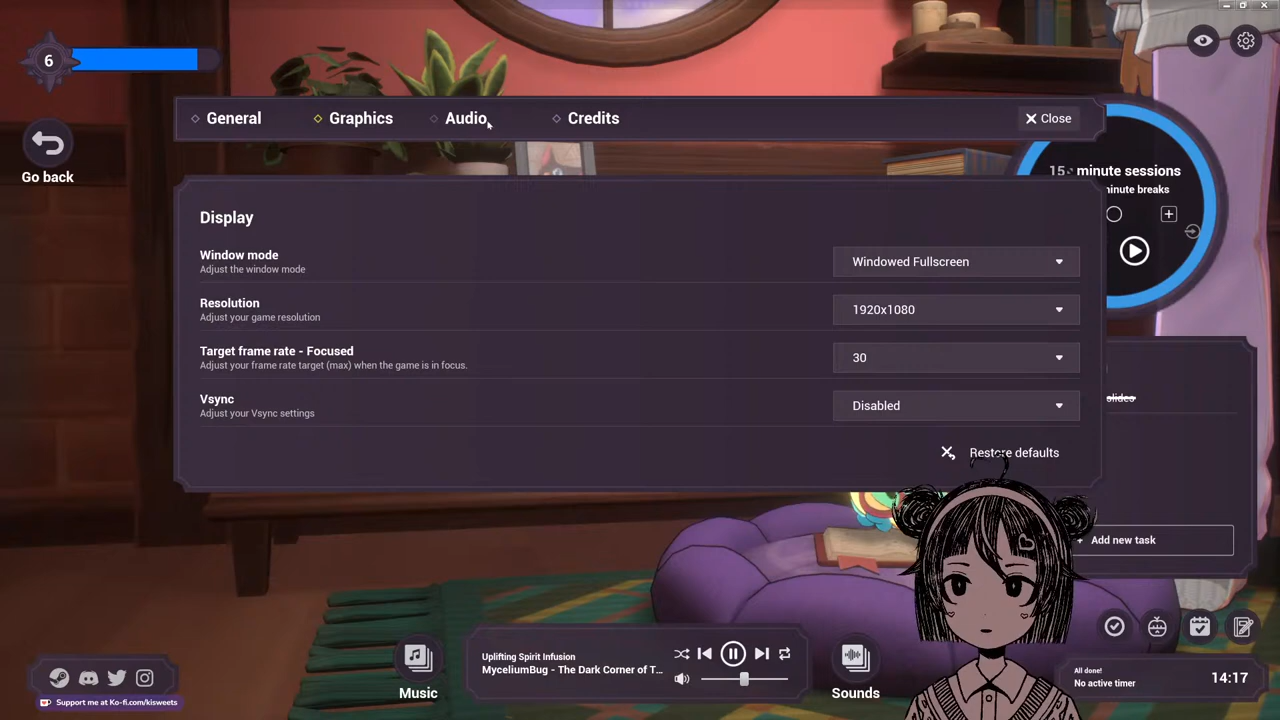 6
Go back
General
Graphics
Audio
Credits
Close
Display
Window mode
Adjust the window mode
Windowed Fullscreen
Resolution
Adjust your game resolution
1920x1080
Target frame rate - Focused
Adjust your frame rate target (max) when the game is in focus.
30
Vsync
Adjust your Vsync settings
Disabled
Restore defaults
minute sessions
minute breaks
Add new task
Music
Uplifting Spirit Infusion
MyceliumBug - The Dark Corner of T...
Sounds
All done!
No active timer
14:17
Support me at Ko-fi.com/kisweets